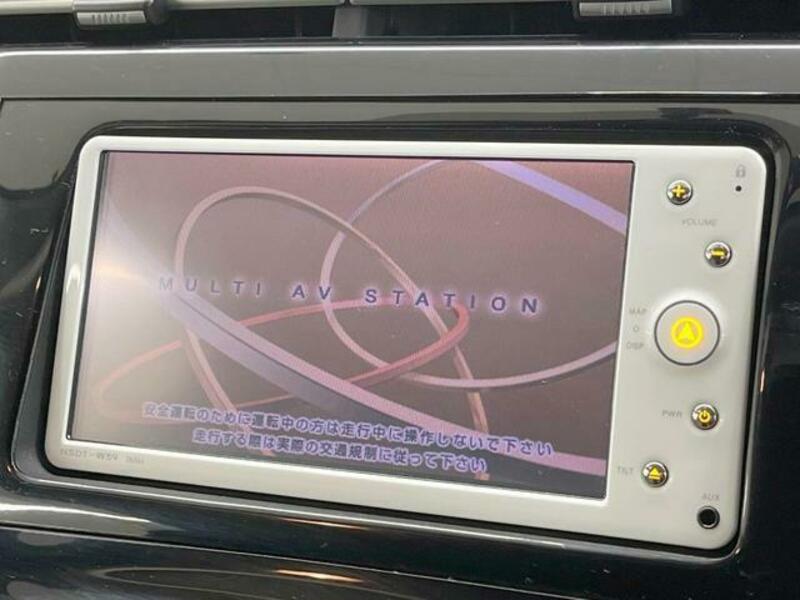 MULTI AV STATION
安全運転のために運転中の方は走行中に操作しないで下さい
走行する際は実際の交通規制に従って下さい
NSDT-W59
VOLUME
MAP
DISP
PWR
TILT
AUX